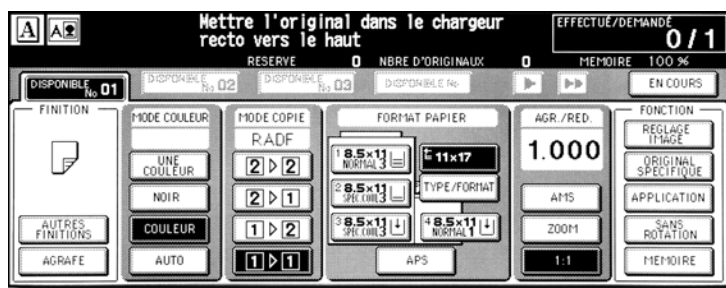 A A
Mettre l'original dans le chargeur
recto vers le haut
EFFECTUÉ/DEMANDÉ
0/1
RESERVE 0 NBRE D'ORIGINAUX 0 MEMOIRE 100 %
DISPONIBLE No 01
DISPONIBLE No 02
DISPONIBLE No 03
DISPONIBLE No
EN COURS
FINITION
AUTRES
FINITIONS
AGRAFE
MODE COULEUR
UNE
COULEUR
NOIR
COULEUR
AUTO
MODE COPIE
RADF
2 ▷ 2
2 ▷ 1
1 ▷ 2
1 ▷ 1
FORMAT PAPIER
1 8.5x11
NORMAL 3
2 8.5x11
SPEC.COUL 3
3 8.5x11
SPEC.COUL 3
11x17
TYPE/FORMAT
4 8.5x11
NORMAL 1
APS
AGR./RED.
1.000
AMS
ZOOM
1:1
FONCTION
REGLAGE
IMAGE
ORIGINAL
SPECIFIQUE
APPLICATION
SANS
ROTATION
MEMOIRE